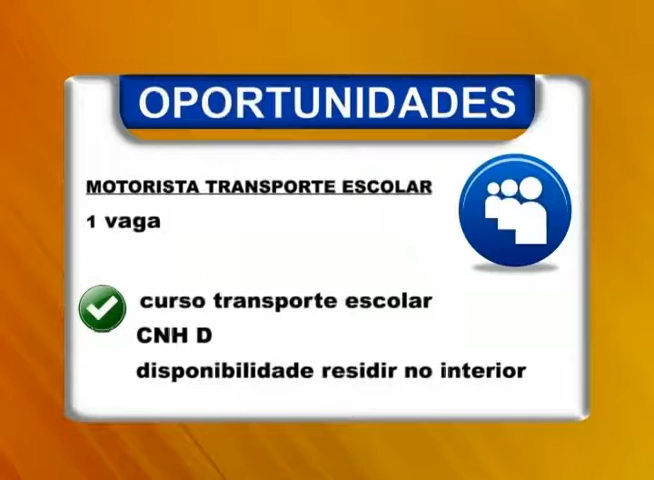 OPORTUNIDADES
MOTORISTA TRANSPORTE ESCOLAR
1 vaga
curso transporte escolar
CNH D
disponibilidade residir no interior